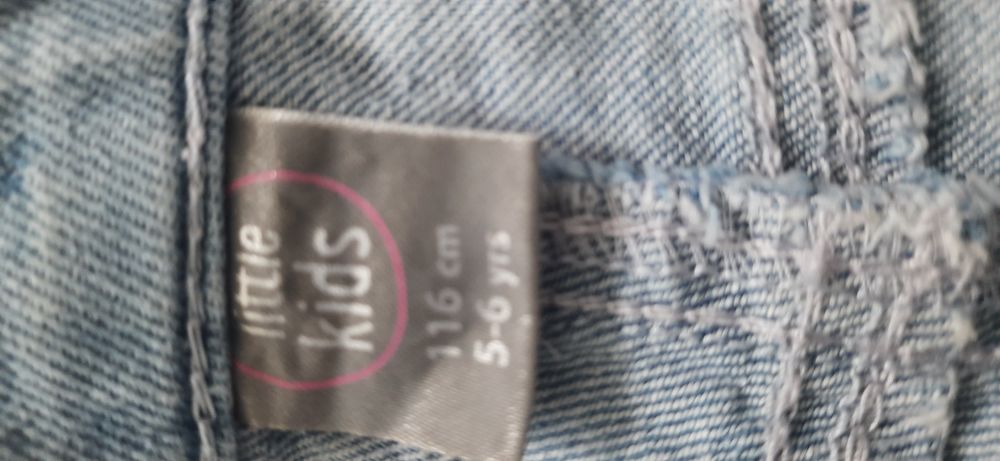 little
kids
116 cm
5-6 yrs